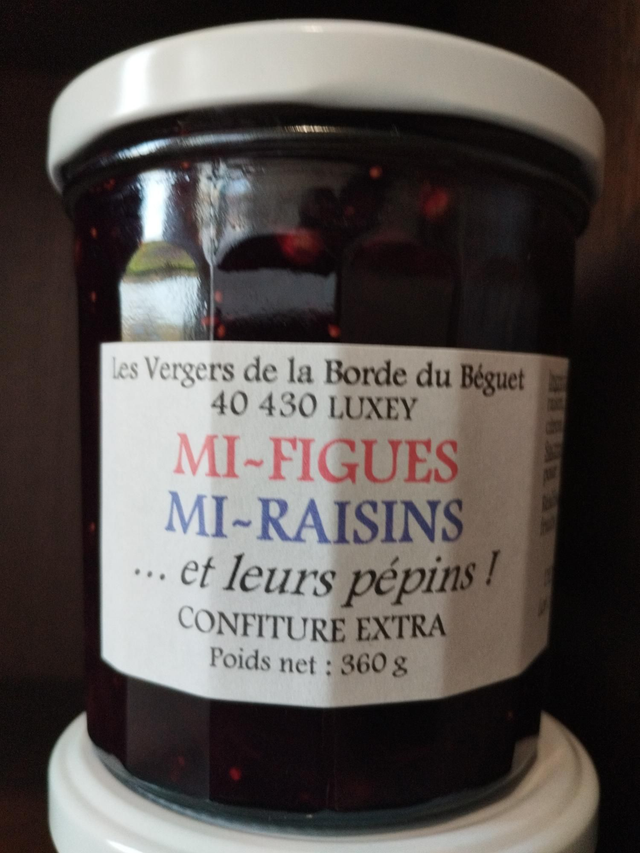 Les Vergers de la Borde du Béguet
40 430 LUXEY
MI~FIGUES
MI~RAISINS
... et leurs pépins !
CONFITURE EXTRA
Poids net : 360 g